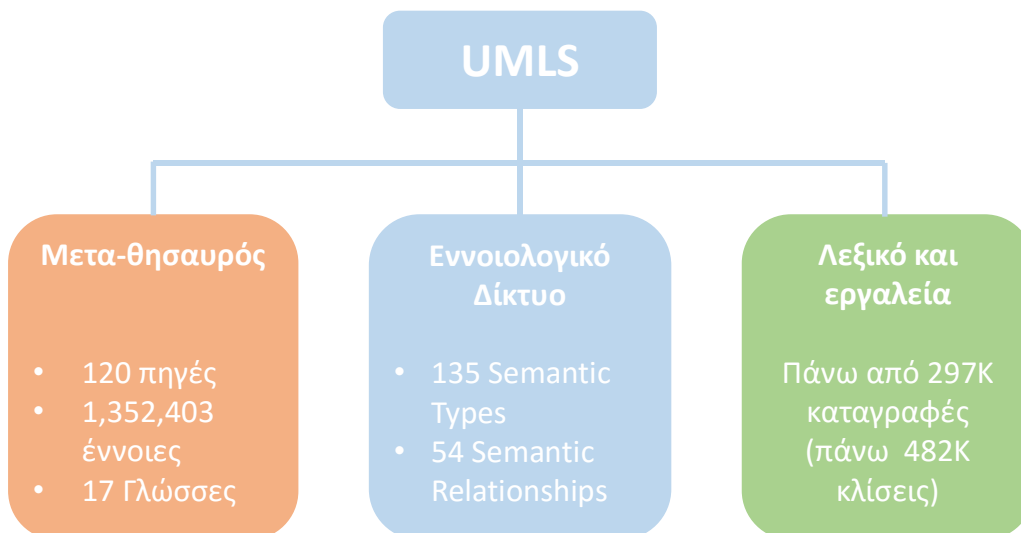 UMLS
Μετα-θησαυρός
• 120 πηγές
• 1,352,403
έννοιες
• 17 Γλώσσες
Εννοιολογικό
Δίκτυο
• 135 Semantic
Types
• 54 Semantic
Relationships
Λεξικό και
εργαλεία
Πάνω από 297K
καταγραφές
(πάνω 482K
κλίσεις)